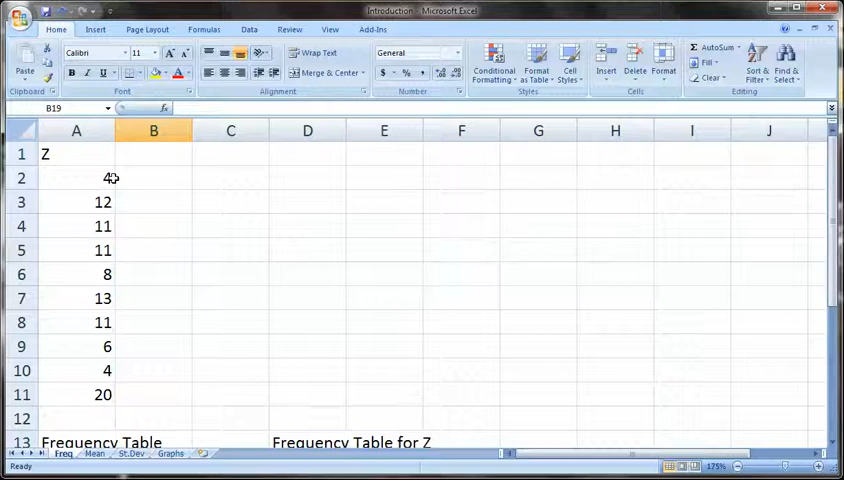 Introduction - Microsoft Excel
Home Insert Page Layout Formulas Data Review View Add-Ins
Paste
Calibri 11 A A
B I U A
Wrap Text
Merge & Center
General
$ % , .0 .00 .00 .0
Conditional Formatting
Format as Table
Cell Styles
Insert Delete Format
Σ AutoSum
Fill
Clear
Sort & Filter
Find & Select
Clipboard Font Alignment Number Styles Cells Editing
B19 fx
A B C D E F G H I J
1 Z
2 4
3 12
4 11
5 11
6 8
7 13
8 11
9 6
10 4
11 20
12
13 Frequency Table Frequency Table for Z
Freq Mean St.Dev Graphs
Ready 175%